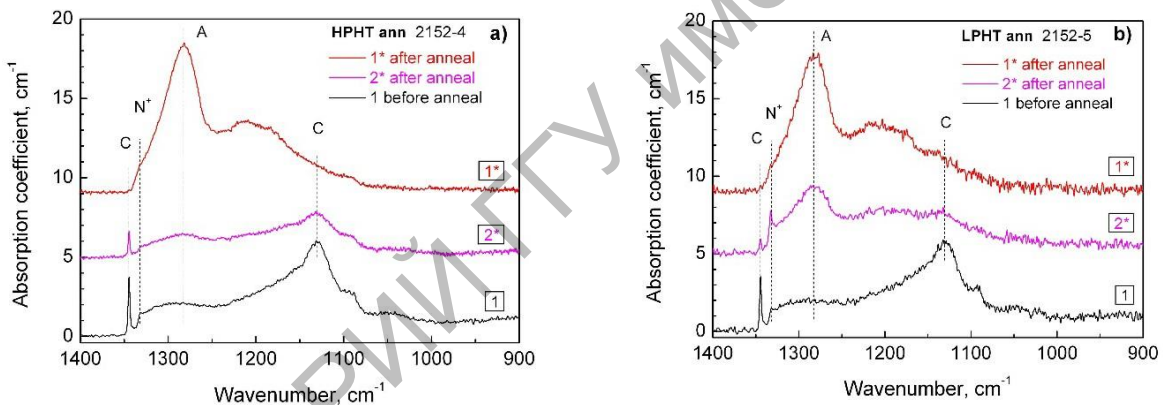 HPHT ann 2152-4 a)
1* after anneal
2* after anneal
1 before anneal
A
N⁺
C
C
1*
2*
1
20
15
10
5
0
1400 1300 1200 1100 1000 900
Absorption coefficient, cm⁻¹
Wavenumber, cm⁻¹
LPHT ann 2152-5 b)
1* after anneal
2* after anneal
1 before anneal
A
N⁺
C
C
1*
2*
1
20
15
10
5
0
1400 1300 1200 1100 1000 900
Absorption coefficient, cm⁻¹
Wavenumber, cm⁻¹
РИЙ ГГУ